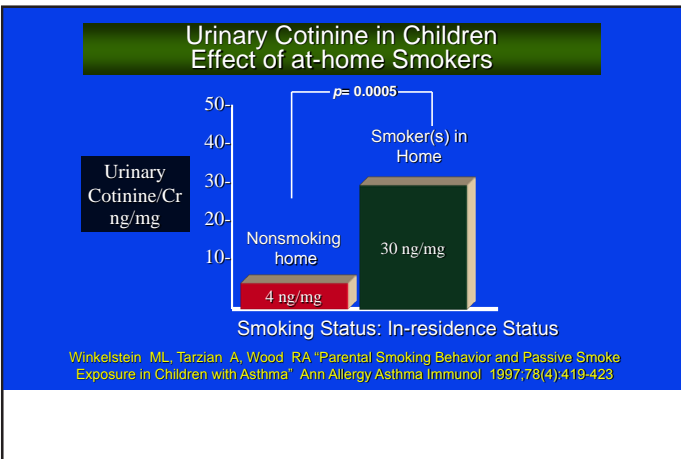 Urinary Cotinine in Children
Effect of at-home Smokers
p= 0.0005
50-
40-
30-
20-
10-
Urinary
Cotinine/Cr
ng/mg
Smoker(s) in
Home
Nonsmoking
home
30 ng/mg
4 ng/mg
Smoking Status: In-residence Status
Winkelstein ML, Tarzian A, Wood RA "Parental Smoking Behavior and Passive Smoke
Exposure in Children with Asthma" Ann Allergy Asthma Immunol 1997;78(4):419-423